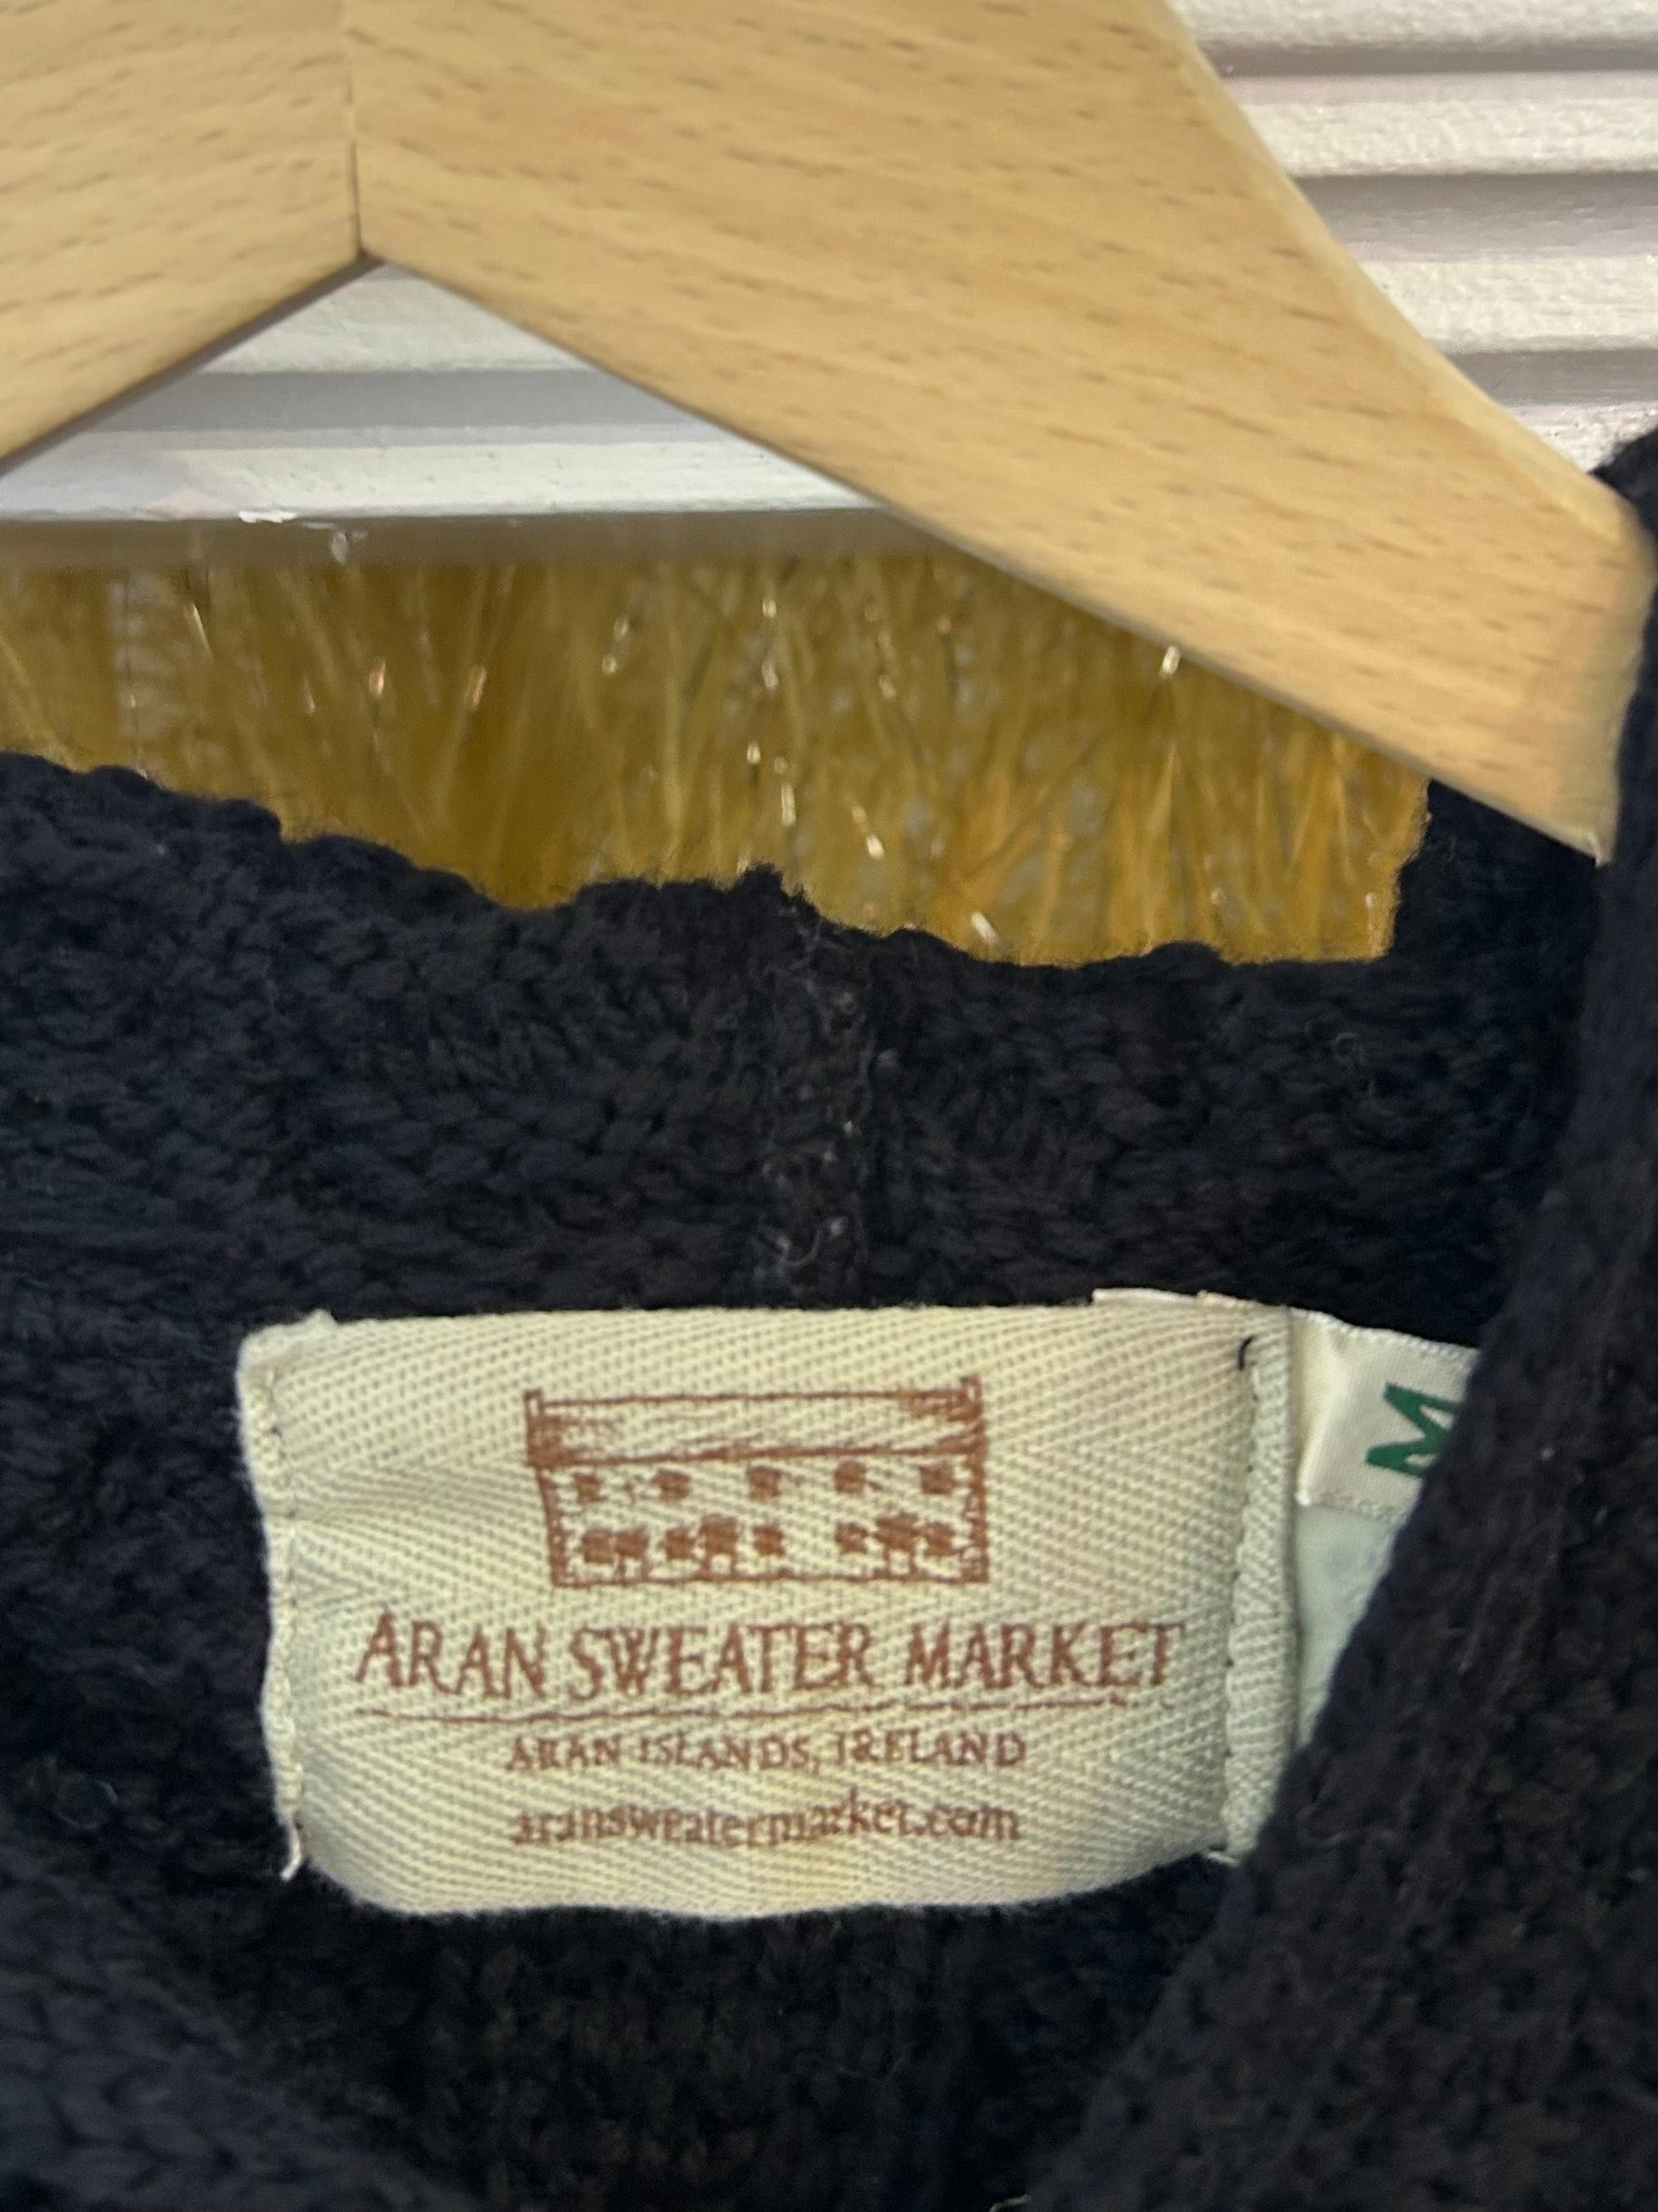 ARAN SWEATER MARKET
ARAN ISLANDS, IRELAND
aransweatermarket.com
M